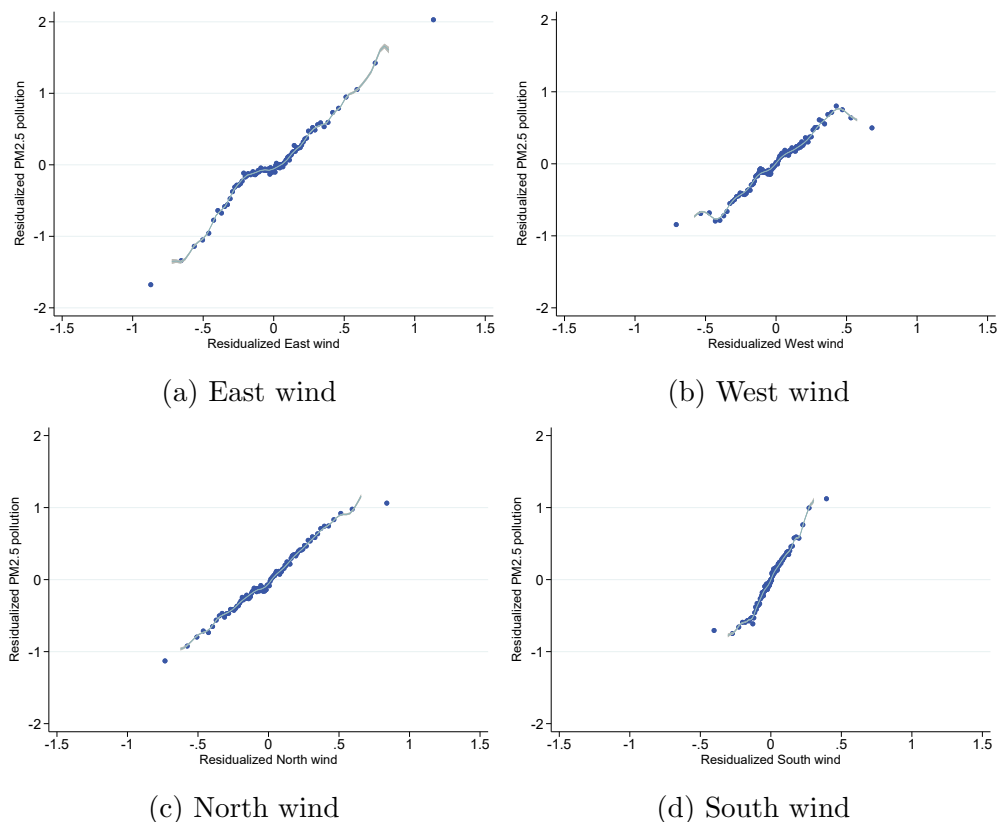 Residualized PM2.5 pollution
2
1
0
-1
-2
-1.5 -1 -.5 0 .5 1 1.5
Residualized East wind
(a) East wind
Residualized PM2.5 pollution
2
1
0
-1
-2
-1.5 -1 -.5 0 .5 1 1.5
Residualized West wind
(b) West wind
Residualized PM2.5 pollution
2
1
0
-1
-2
-1.5 -1 -.5 0 .5 1 1.5
Residualized North wind
(c) North wind
Residualized PM2.5 pollution
2
1
0
-1
-2
-1.5 -1 -.5 0 .5 1 1.5
Residualized South wind
(d) South wind